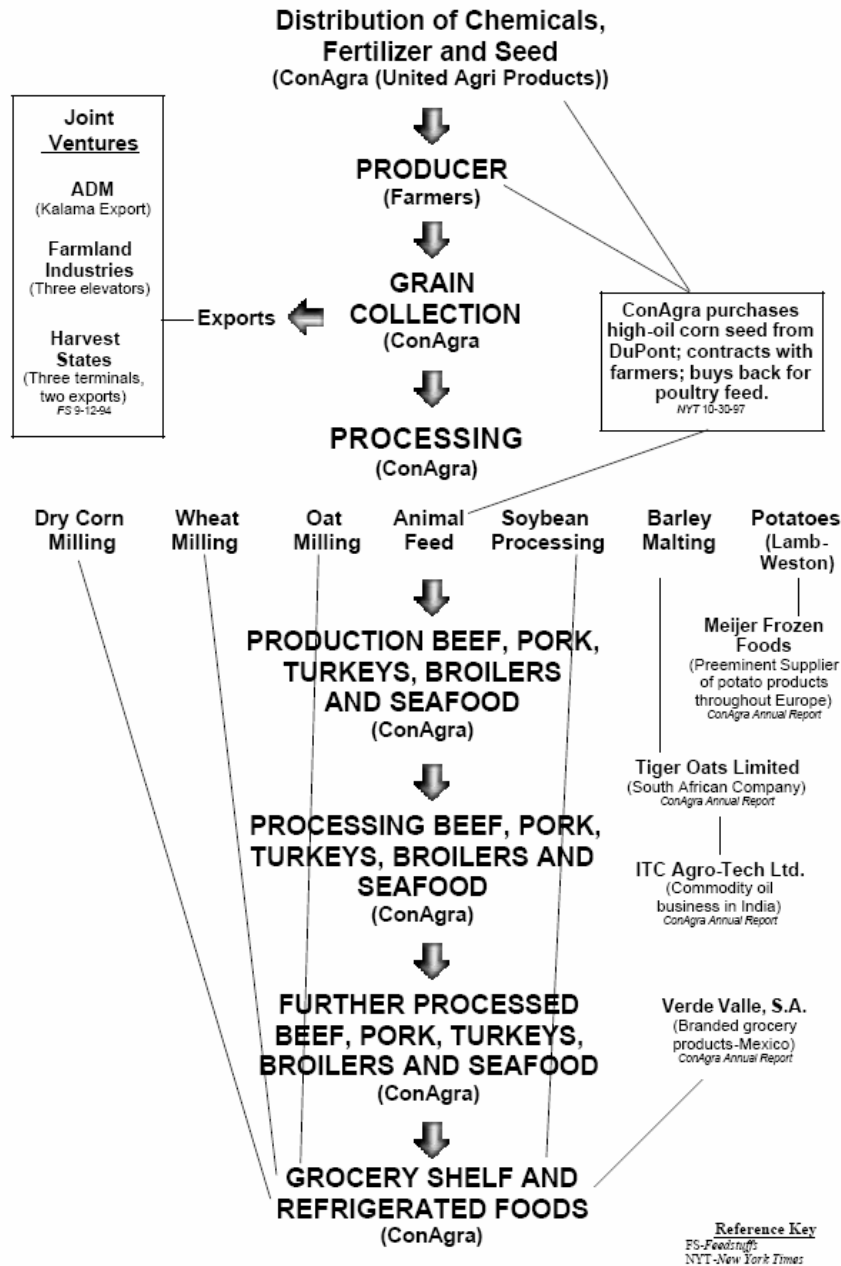 Distribution of Chemicals,
Fertilizer and Seed
(ConAgra (United Agri Products))
Joint
Ventures
ADM
(Kalama Export)
Farmland
Industries
(Three elevators)
Harvest
States
(Three terminals,
two exports)
FS 9-12-94
PRODUCER
(Farmers)
GRAIN
COLLECTION
(ConAgra
Exports
ConAgra purchases
high-oil corn seed from
DuPont; contracts with
farmers; buys back for
poultry feed.
NYT 10-30-97
PROCESSING
(ConAgra)
Dry Corn
Milling
Wheat
Milling
Oat
Milling
Animal
Feed
Soybean
Processing
Barley
Malting
Potatoes
(Lamb-
Weston)
PRODUCTION BEEF, PORK,
TURKEYS, BROILERS
AND SEAFOOD
(ConAgra)
Meijer Frozen
Foods
(Preeminent Supplier
of potato products
throughout Europe)
ConAgra Annual Report
Tiger Oats Limited
(South African Company)
ConAgra Annual Report
PROCESSING BEEF, PORK,
TURKEYS, BROILERS AND
SEAFOOD
(ConAgra)
ITC Agro-Tech Ltd.
(Commodity oil
business in India)
ConAgra Annual Report
FURTHER PROCESSED
BEEF, PORK, TURKEYS,
BROILERS AND SEAFOOD
(ConAgra)
Verde Valle, S.A.
(Branded grocery
products-Mexico)
ConAgra Annual Report
GROCERY SHELF AND
REFRIGERATED FOODS
(ConAgra)
Reference Key
FS-Feedstuffs
NYT-New York Times